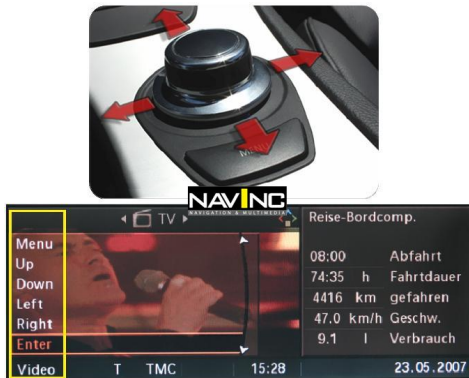 MENU
NAVINC
NAVIGATION & MULTIMEDIA
TV
Menu
Up
Down
Left
Right
Enter
Video T TMC 15:28
Reise-Bordcomp.
08:00 Abfahrt
74:35 h Fahrtdauer
4416 km gefahren
47.0 km/h Geschw.
9.1 l Verbrauch
23.05.2007